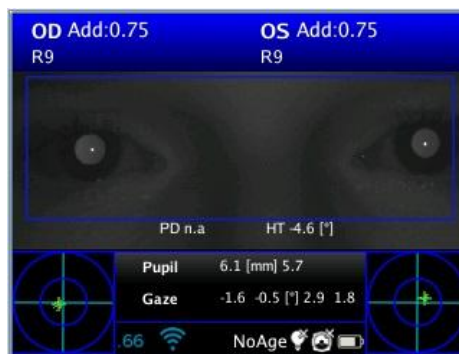 OD Add:0.75 OS Add:0.75
R9 R9
PD n.a HT -4.6 [°]
Pupil 6.1 [mm] 5.7
Gaze -1.6 -0.5 [°] 2.9 1.8
.66 NoAge